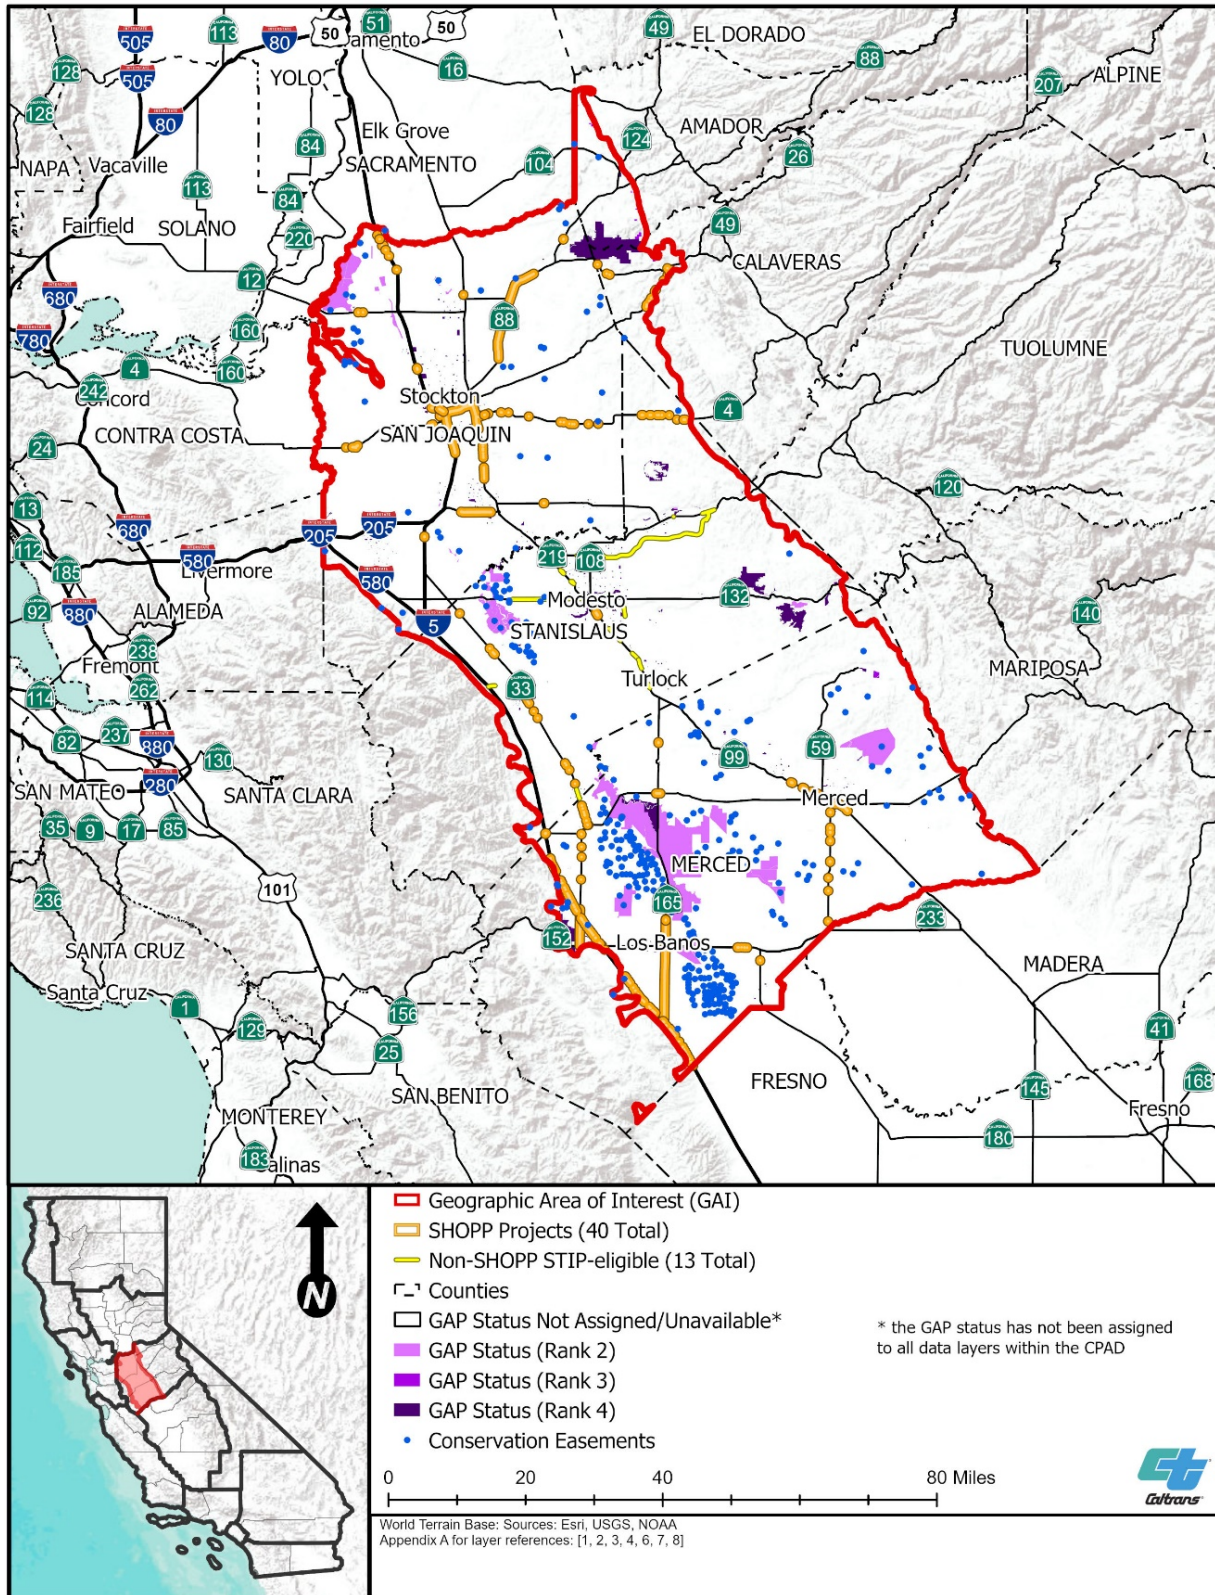 51
50
50
113
505
80
amento
49
EL DORADO
88
16
505
YOLO
128
207
ALPINE
128
80
Elk Grove
AMADOR
124
84
SACRAMENTO
104
26
NAPA
Vacaville
113
84
49
Fairfield
SOLANO
220
CALAVERAS
12
680
88
160
780
TUOLUMNE
4
160
242
Stockton
oncord
4
CONTRA COSTA
SAN JOAQUIN
24
120
13
680
205
205
112
580
219
108
185
Livermore
580
132
92
880
ALAMEDA
Modesto
140
5
STANISLAUS
238
Fremont
MARIPOSA
114
262
33
Turlock
237
59
82
880
99
130
280
SAN MATEO
SANTA CLARA
Merced
35
9
17
85
MERCED
101
236
165
233
152
Los Banos
SANTA CRUZ
MADERA
Santa Cruz
1
156
129
41
25
FRESNO
168
SAN BENITO
145
MONTEREY
Fresno
180
183
alinas
N
Geographic Area of Interest (GAI)
SHOPP Projects (40 Total)
Non-SHOPP STIP-eligible (13 Total)
Counties
GAP Status Not Assigned/Unavailable*
GAP Status (Rank 2)
GAP Status (Rank 3)
GAP Status (Rank 4)
Conservation Easements
* the GAP status has not been assigned
to all data layers within the CPAD
0 20 40 80 Miles
Caltrans
World Terrain Base: Sources: Esri, USGS, NOAA
Appendix A for layer references: [1, 2, 3, 4, 6, 7, 8]